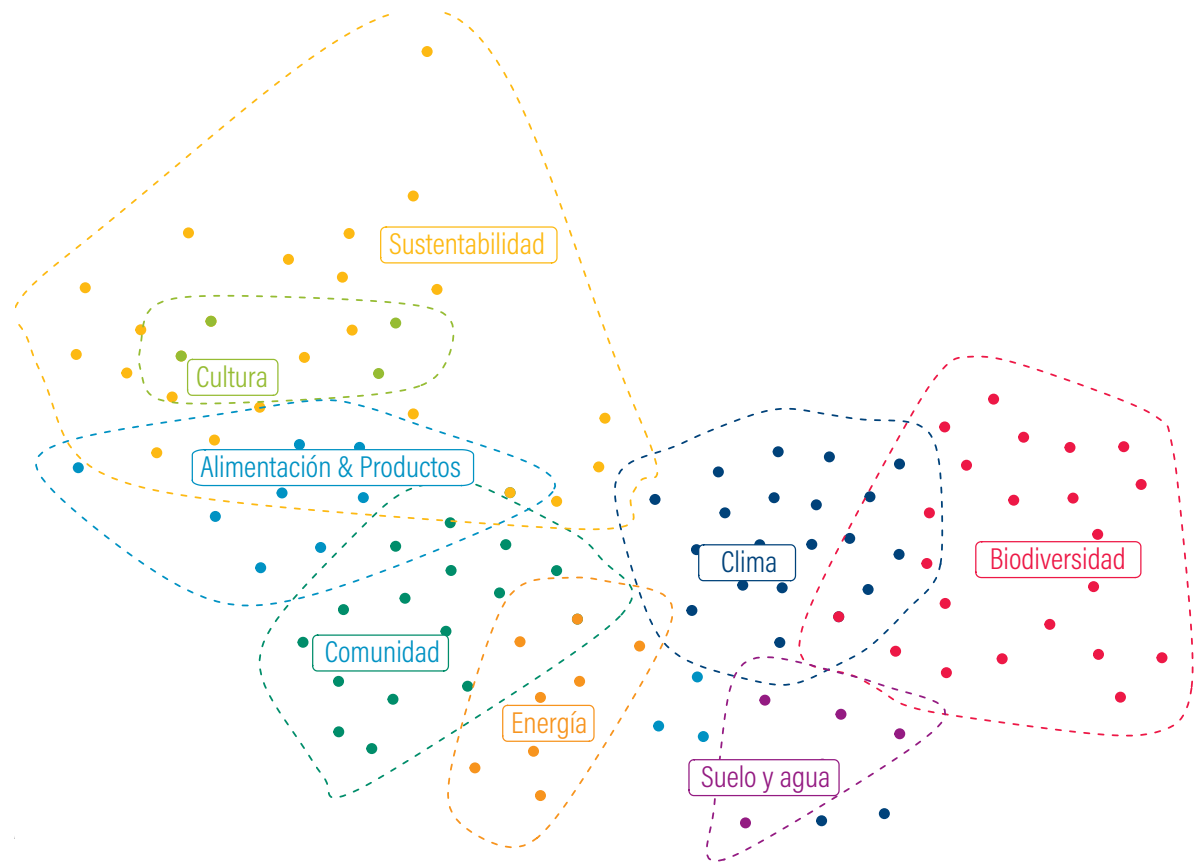 Sustentabilidad
Cultura
Alimentación & Productos
Clima
Biodiversidad
Comunidad
Energía
Suelo y agua